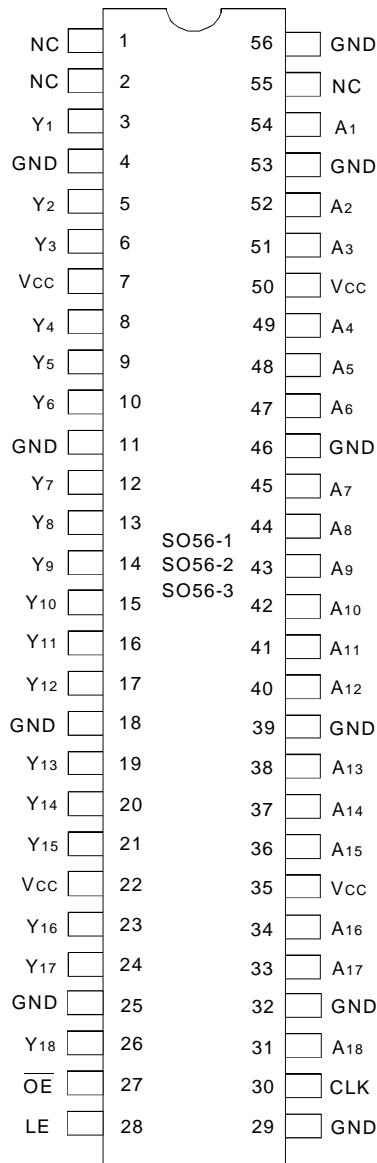 NC 1 56 GND
NC 2 55 NC
Y1 3 54 A1
GND 4 53 GND
Y2 5 52 A2
Y3 6 51 A3
VCC 7 50 VCC
Y4 8 49 A4
Y5 9 48 A5
Y6 10 47 A6
GND 11 46 GND
Y7 12 45 A7
Y8 13 44 A8
SO56-1
Y9 14 SO56-2 43 A9
SO56-3
Y10 15 42 A10
Y11 16 41 A11
Y12 17 40 A12
GND 18 39 GND
Y13 19 38 A13
Y14 20 37 A14
Y15 21 36 A15
VCC 22 35 VCC
Y16 23 34 A16
Y17 24 33 A17
GND 25 32 GND
Y18 26 31 A18
O̅E̅ 27 30 CLK
LE 28 29 GND